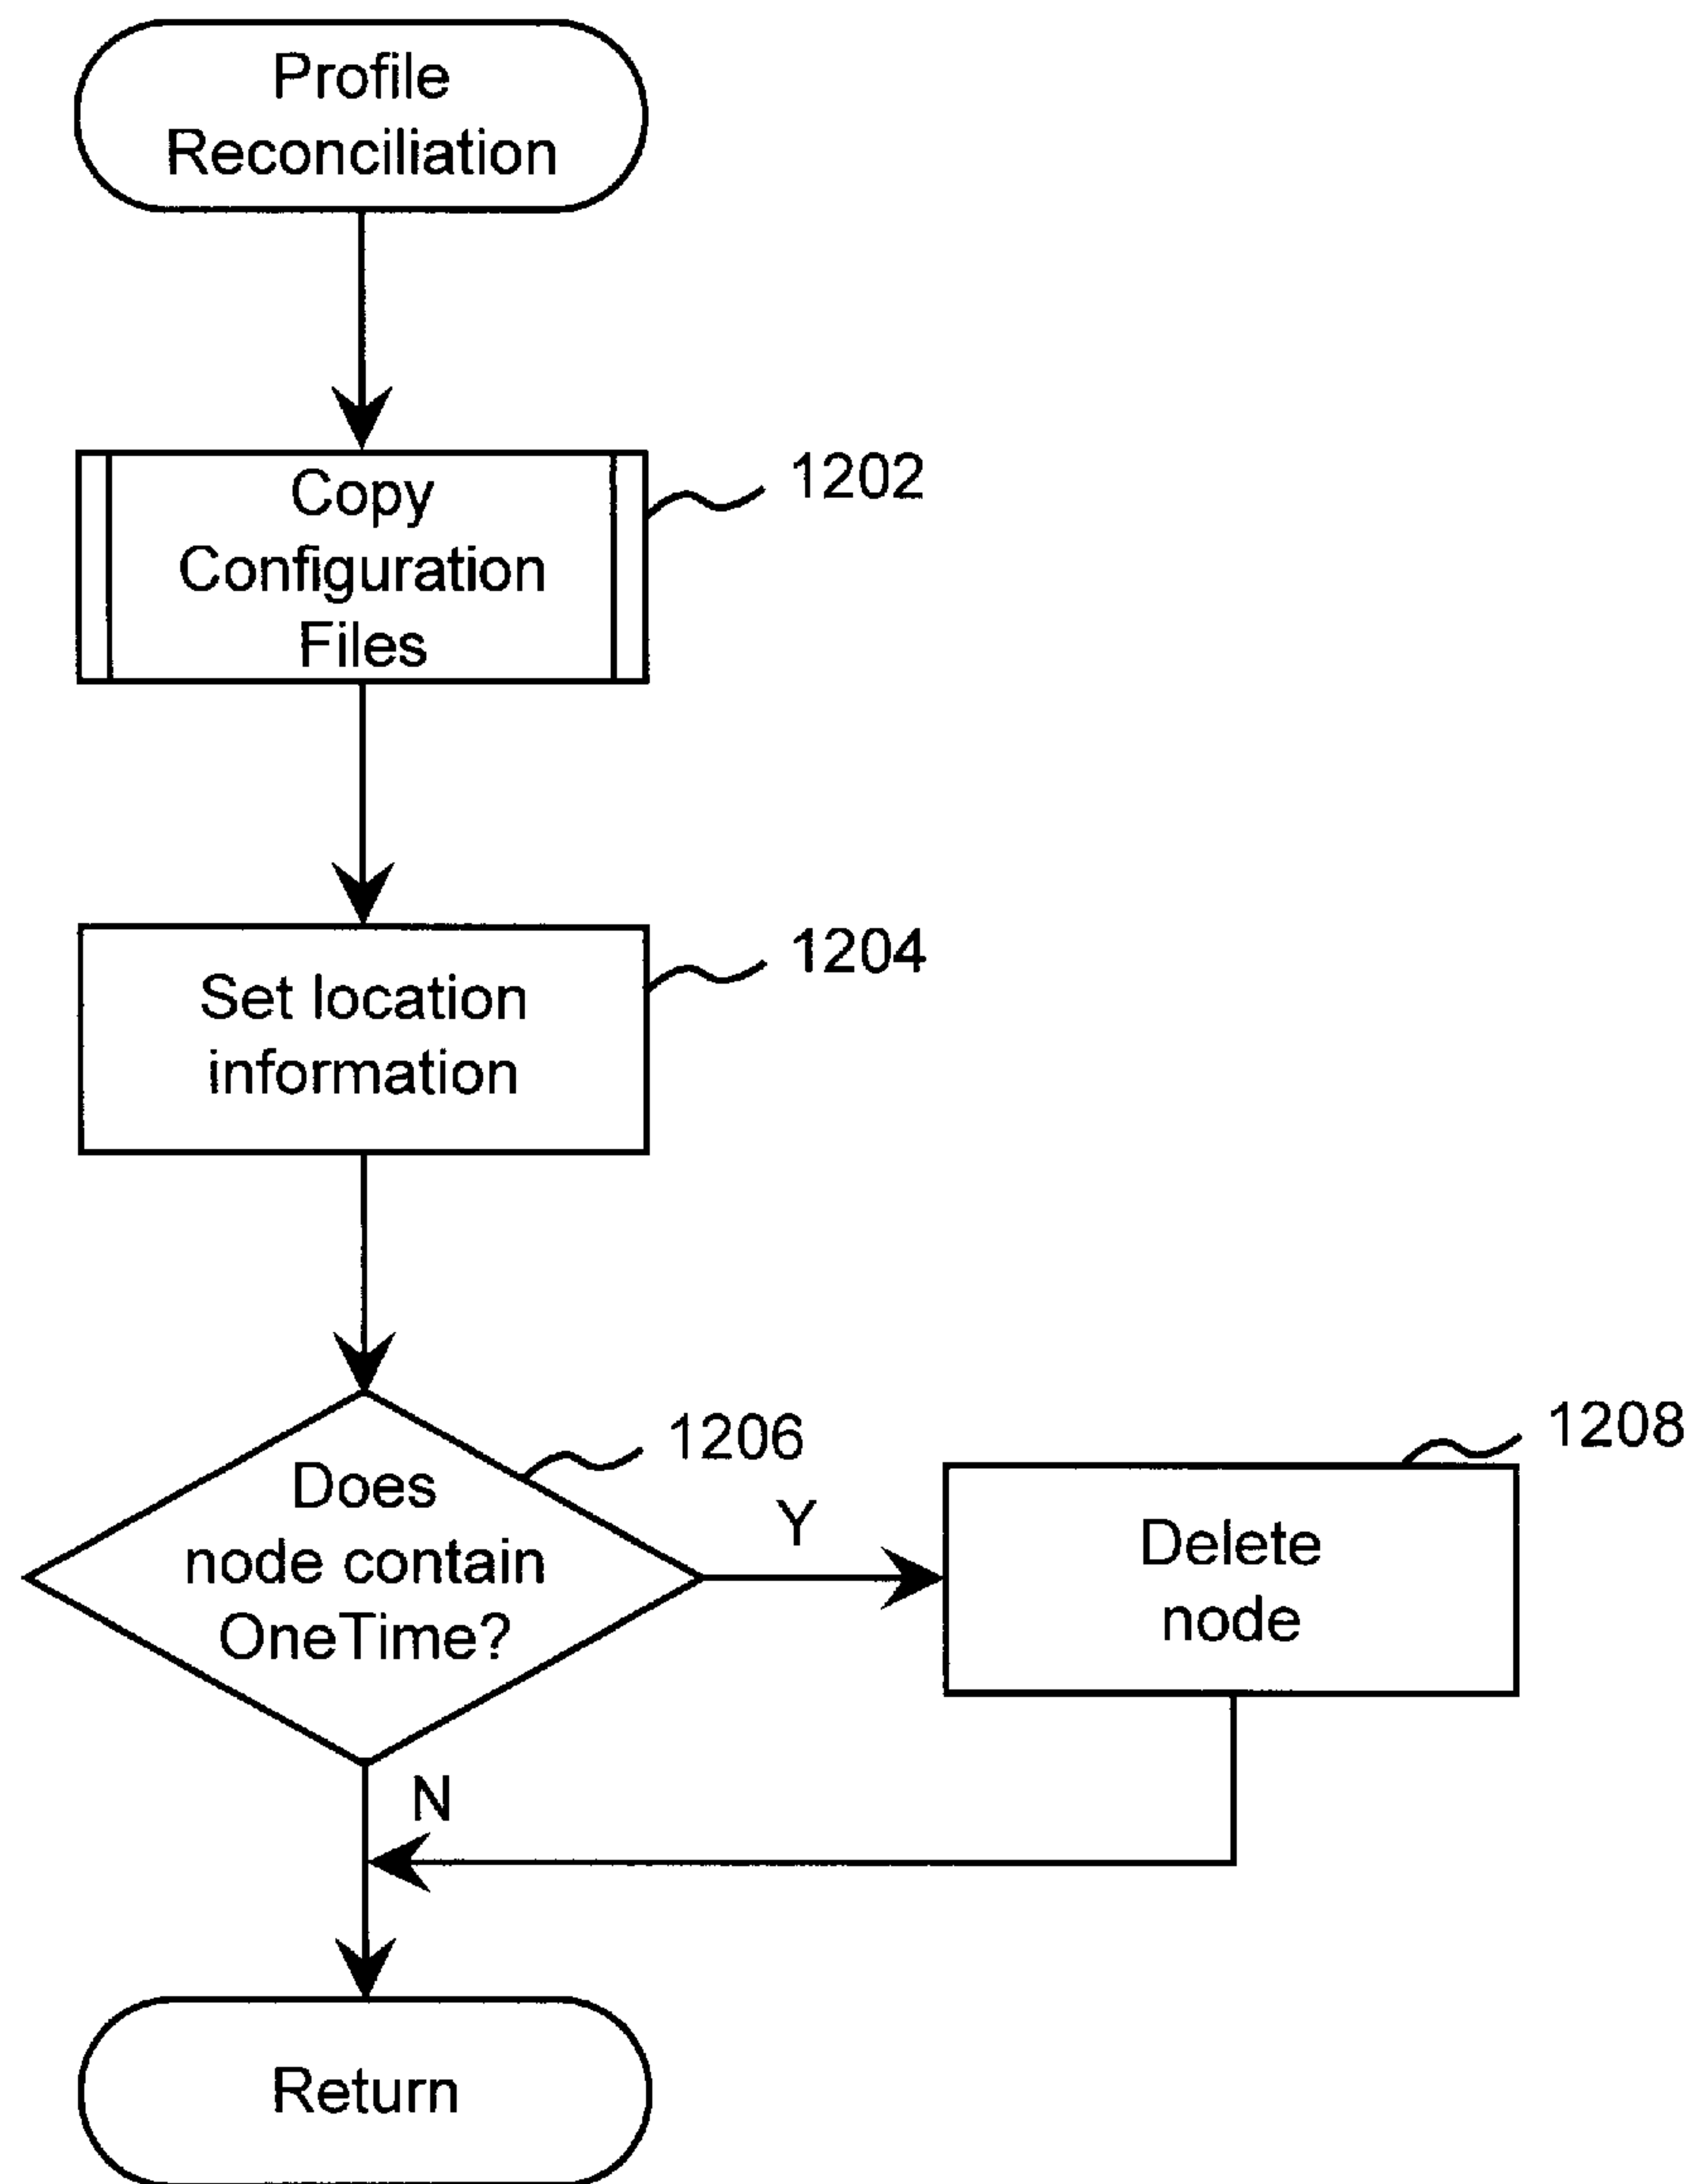 Profile
Reconciliation
Copy
Configuration
Files
1202
Set location
information
1204
Does
node contain
OneTime?
1206
Y
Delete
node
1208
N
Return